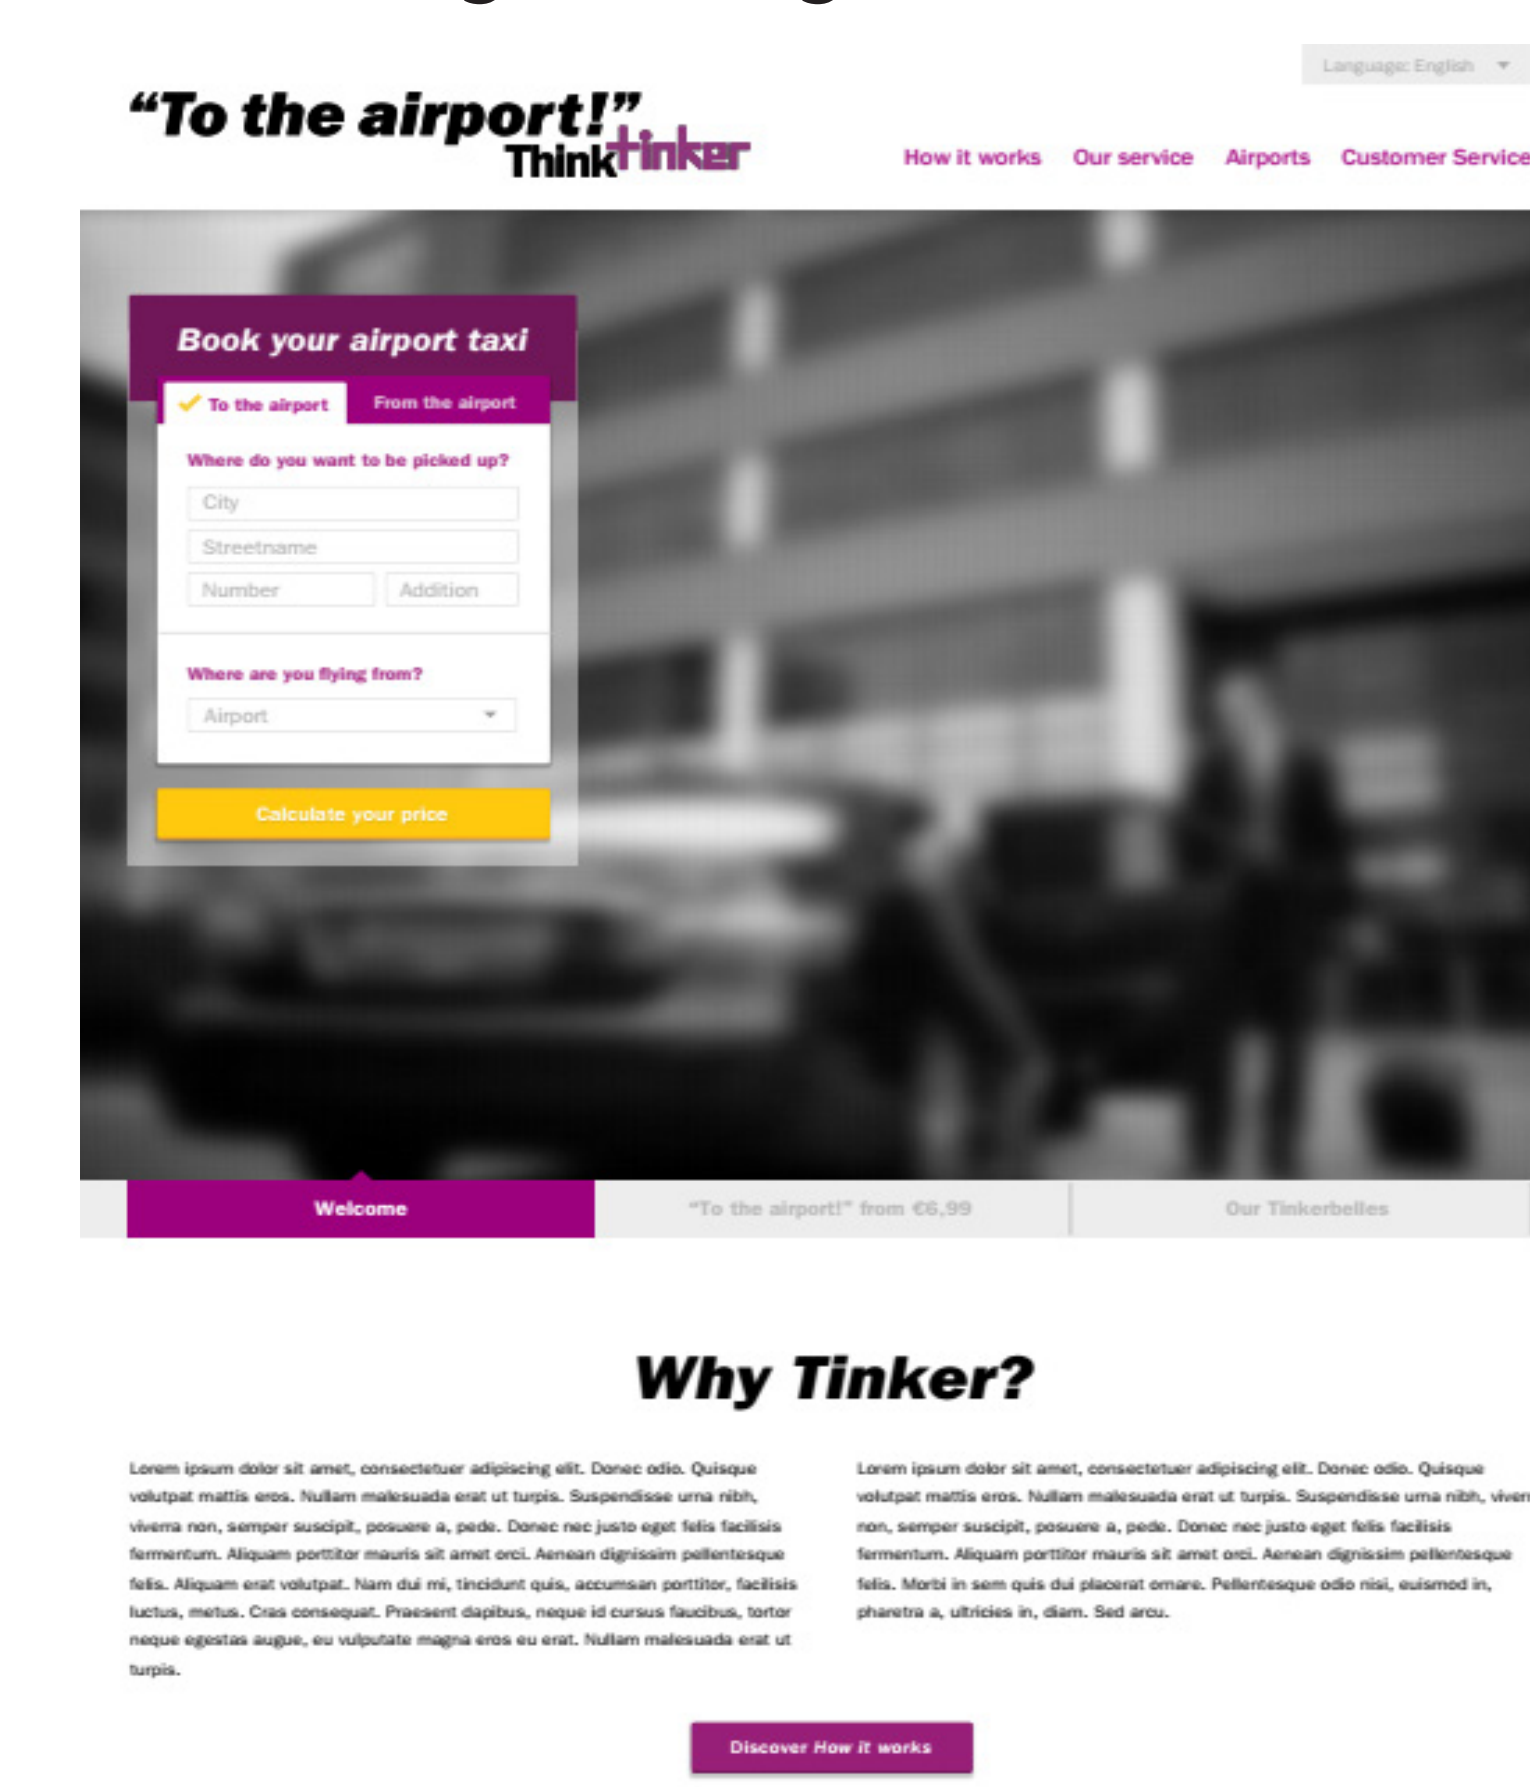 Language: English
“To the airport!”
Think tinker
How it works Our service Airports Customer Service
Book your airport taxi
To the airport From the airport
Where do you want to be picked up?
City
Streetname
Number Addition
Where are you flying from?
Airport
Calculate your price
Welcome “To the airport!” from €6,99 Our Tinkerbelles
Why Tinker?
Lorem ipsum dolor sit amet, consectetuer adipiscing elit. Donec odio. Quisque
volutpat mattis eros. Nullam malesuada erat ut turpis. Suspendisse urna nibh,
viverra non, semper suscipit, posuere a, pede. Donec nec justo eget felis facilisis
fermentum. Aliquam porttitor mauris sit amet orci. Aenean dignissim pellentesque
felis. Aliquam erat volutpat. Nam dui mi, tincidunt quis, accumsan porttitor, facilisis
luctus, metus. Cras consequat. Praesent dapibus, neque id cursus faucibus, tortor
neque egestas augue, eu vulputate magna eros eu erat. Nullam malesuada erat ut
turpis.
Lorem ipsum dolor sit amet, consectetuer adipiscing elit. Donec odio. Quisque
volutpat mattis eros. Nullam malesuada erat ut turpis. Suspendisse urna nibh,
non, semper suscipit, posuere a, pede. Donec nec justo eget felis facilisis
fermentum. Aliquam porttitor mauris sit amet orci. Aenean dignissim pellentesque
felis. Morbi in sem quis dui placerat ornare. Pellentesque odio nisi, euismod in,
pharetra a, ultricies in, diam. Sed arcu.
Discover How it works